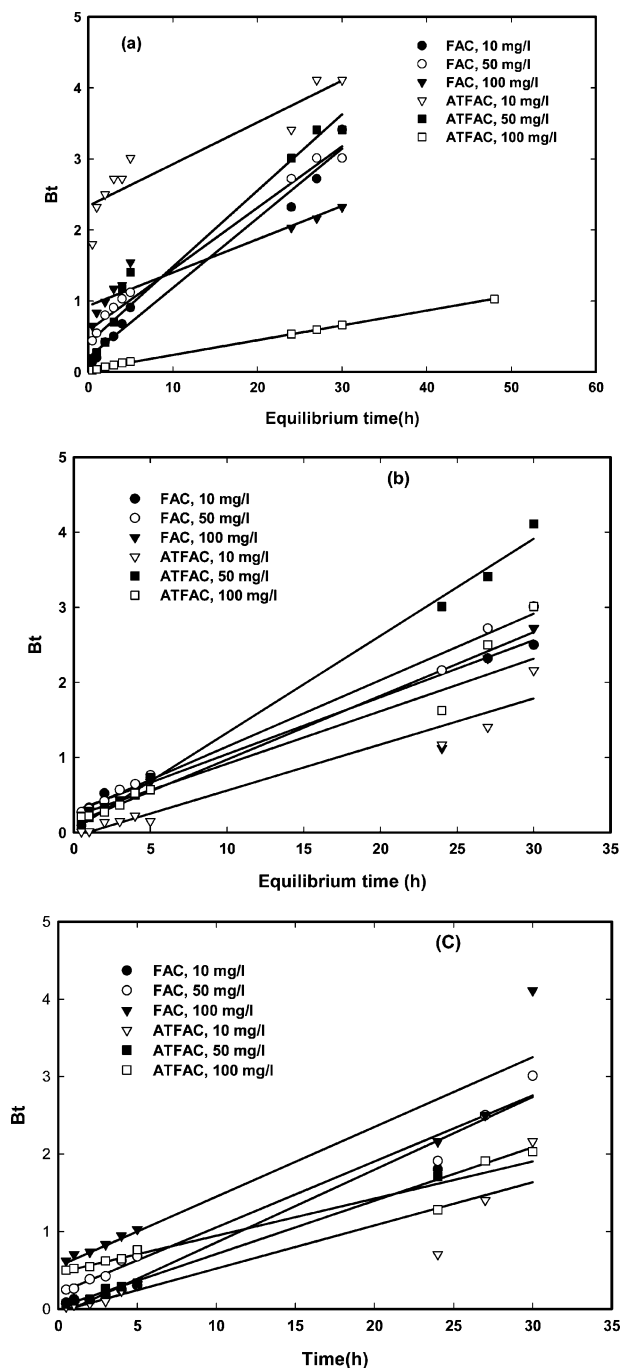 (a)
FAC, 10 mg/l
FAC, 50 mg/l
FAC, 100 mg/l
ATFAC, 10 mg/l
ATFAC, 50 mg/l
ATFAC, 100 mg/l
5
4
3
2
1
0
Bt
0 10 20 30 40 50 60
Equilibrium time(h)
(b)
FAC, 10 mg/l
FAC, 50 mg/l
FAC, 100 mg/l
ATFAC, 10 mg/l
ATFAC, 50 mg/l
ATFAC, 100 mg/l
5
4
3
2
1
0
Bt
0 5 10 15 20 25 30 35
Equilibrium time (h)
(C)
FAC, 10 mg/l
FAC, 50 mg/l
FAC, 100 mg/l
ATFAC, 10 mg/l
ATFAC, 50 mg/l
ATFAC, 100 mg/l
5
4
3
2
1
0
Bt
0 5 10 15 20 25 30 35
Time(h)